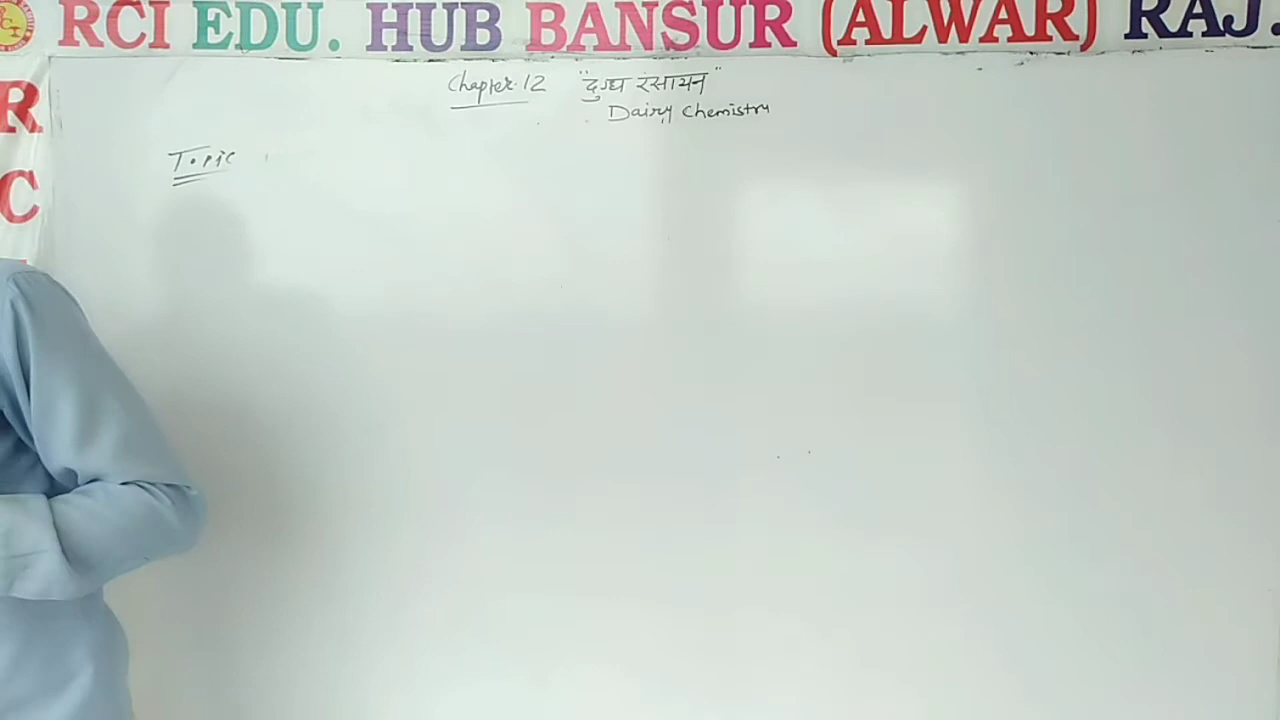 RCI EDU. HUB BANSUR (ALWAR) RAJ.
R
C
Chapter. 12 "दुग्ध रसायन"
Dairy Chemistry
Topic